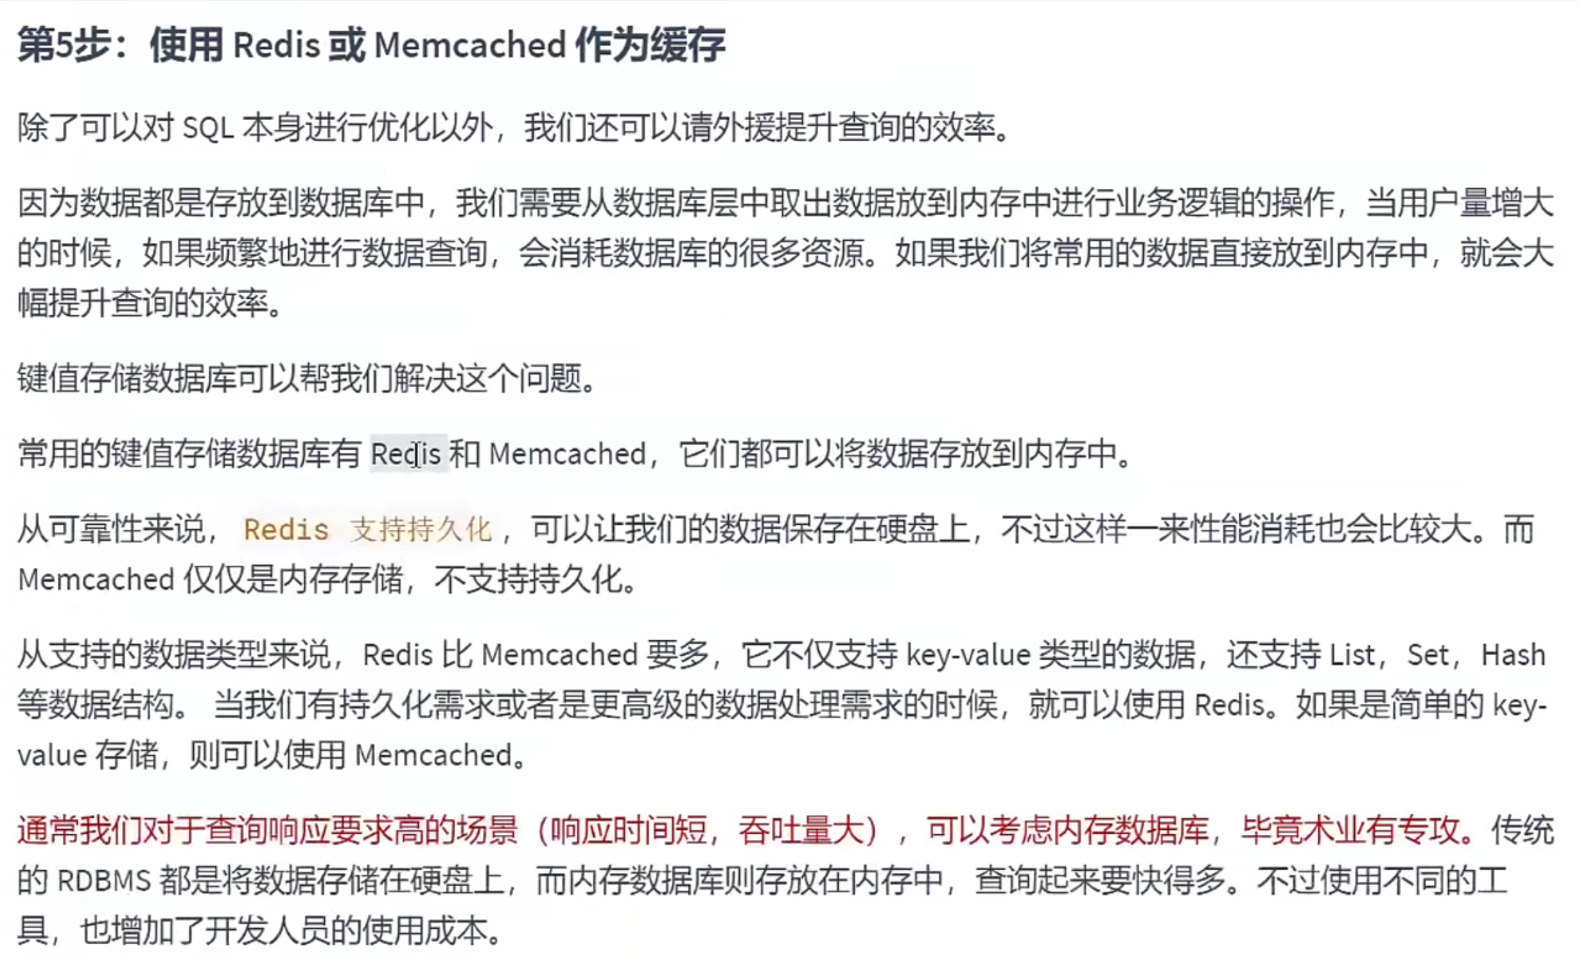 第5步：使用 Redis 或 Memcached 作为缓存
除了可以对 SQL 本身进行优化以外，我们还可以请外援提升查询的效率。
因为数据都是存放到数据库中，我们需要从数据库层中取出数据放到内存中进行业务逻辑的操作，当用户量增大
的时候，如果频繁地进行数据查询，会消耗数据库的很多资源。如果我们将常用的数据直接放到内存中，就会大
幅提升查询的效率。
键值存储数据库可以帮我们解决这个问题。
常用的键值存储数据库有 Redis 和 Memcached，它们都可以将数据存放到内存中。
从可靠性来说， Redis 支持持久化 ，可以让我们的数据保存在硬盘上，不过这样一来性能消耗也会比较大。而
Memcached 仅仅是内存存储，不支持持久化。
从支持的数据类型来说，Redis 比 Memcached 要多，它不仅支持 key-value 类型的数据，还支持 List，Set，Hash
等数据结构。 当我们有持久化需求或者是更高级的数据处理需求的时候，就可以使用 Redis。如果是简单的 key-
value 存储，则可以使用 Memcached。
通常我们对于查询响应要求高的场景（响应时间短，吞吐量大），可以考虑内存数据库，毕竟术业有专攻。传统
的 RDBMS 都是将数据存储在硬盘上，而内存数据库则存放在内存中，查询起来要快得多。不过使用不同的工
具，也增加了开发人员的使用成本。